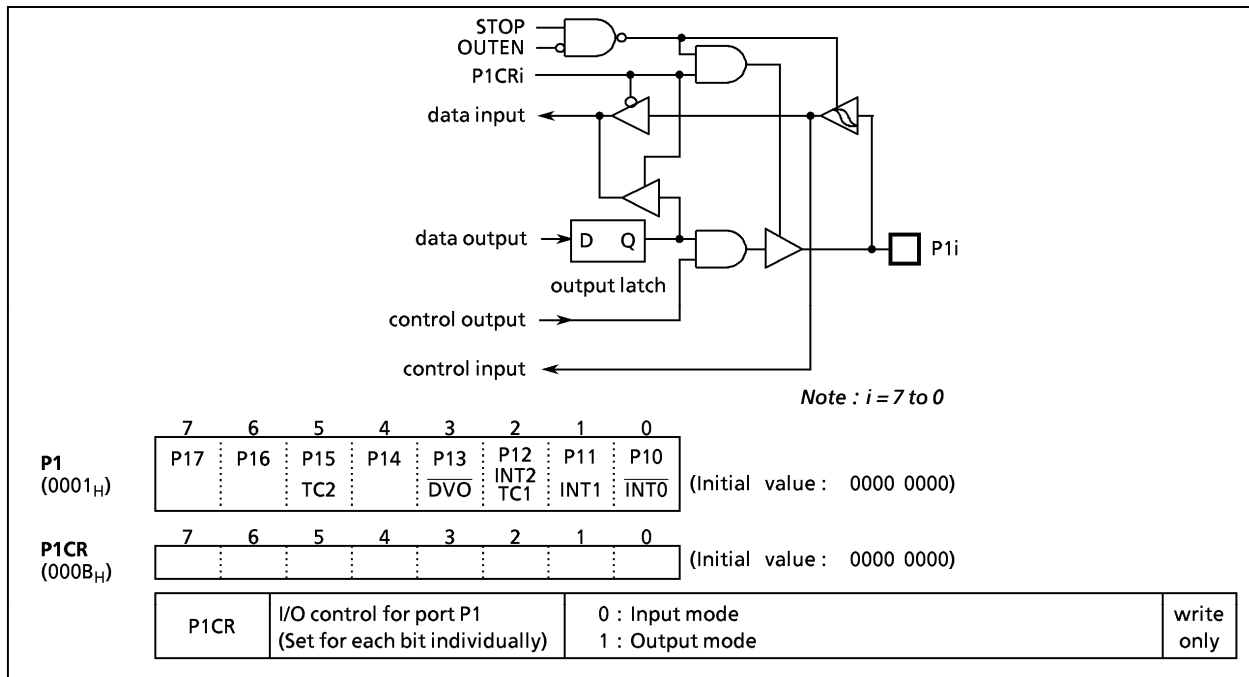 STOP
OUTEN
P1CRi
data input
data output
D Q
P1i
output latch
control output
control input
Note : i = 7 to 0
7 6 5 4 3 2 1 0
P1
(0001H)
P17 P16 P15 P14 P13 P12 P11 P10
TC2 DVO INT2 INT1 INT0
TC1
(Initial value : 0000 0000)
7 6 5 4 3 2 1 0
P1CR
(000BH)
(Initial value : 0000 0000)
P1CR
I/O control for port P1
(Set for each bit individually)
0 : Input mode
1 : Output mode
write
only